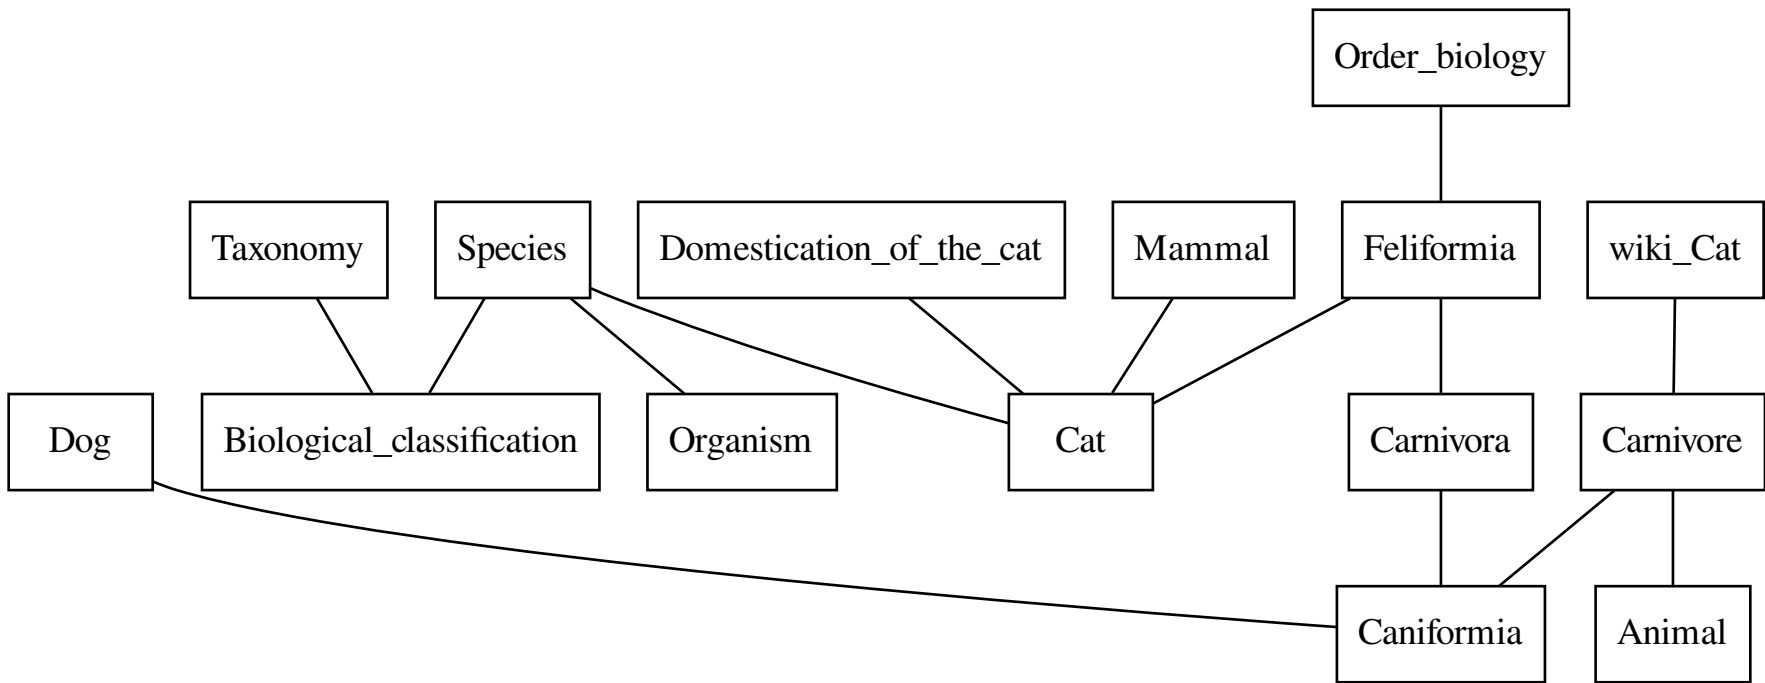 Order_biology
Taxonomy
Species
Domestication_of_the_cat
Mammal
Feliformia
wiki_Cat
Dog
Biological_classification
Organism
Cat
Carnivora
Carnivore
Caniformia
Animal